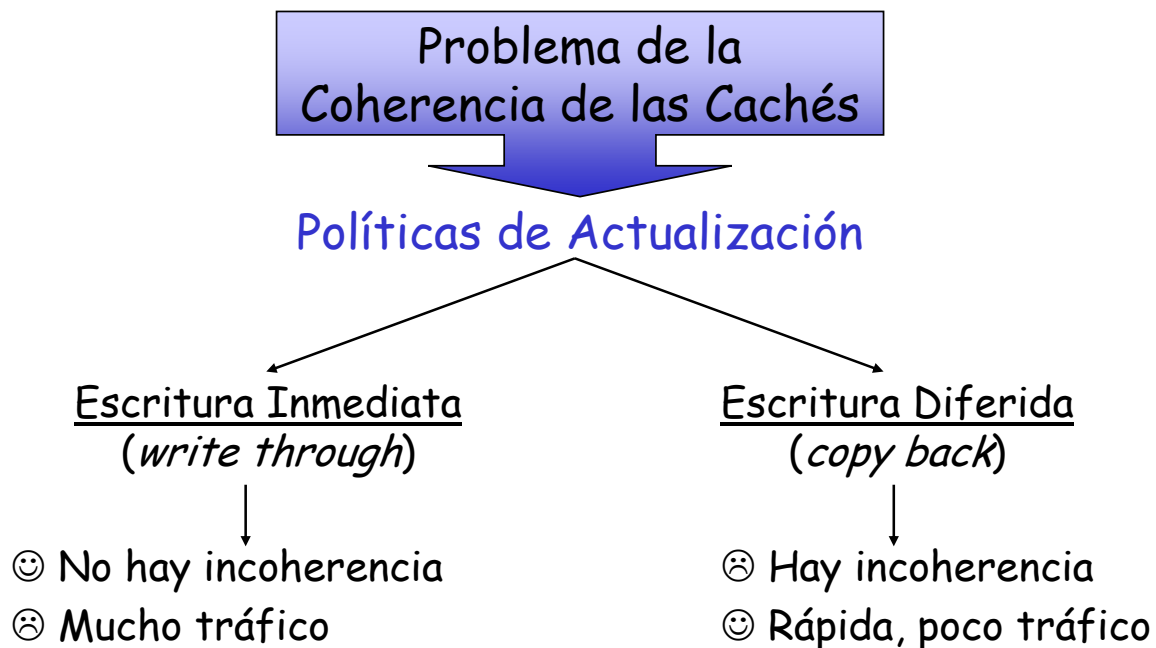 Problema de la
Coherencia de las Cachés
Políticas de Actualización
Escritura Inmediata
(write through)
☺ No hay incoherencia
☹ Mucho tráfico
Escritura Diferida
(copy back)
☹ Hay incoherencia
☺ Rápida, poco tráfico